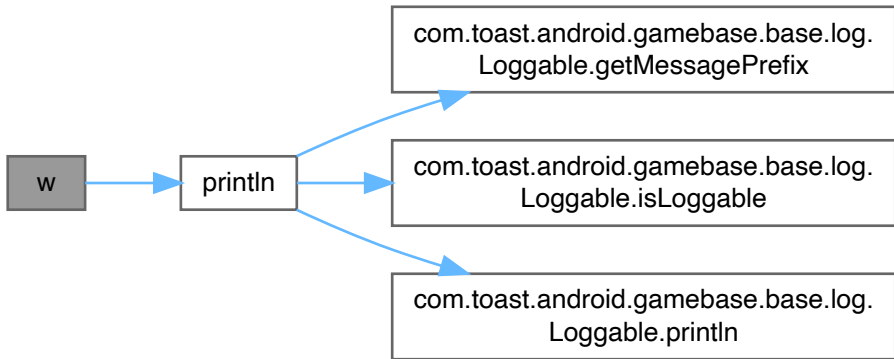 w
println
com.toast.android.gamebase.base.log.
Loggable.getMessagePrefix
com.toast.android.gamebase.base.log.
Loggable.isLoggable
com.toast.android.gamebase.base.log.
Loggable.println